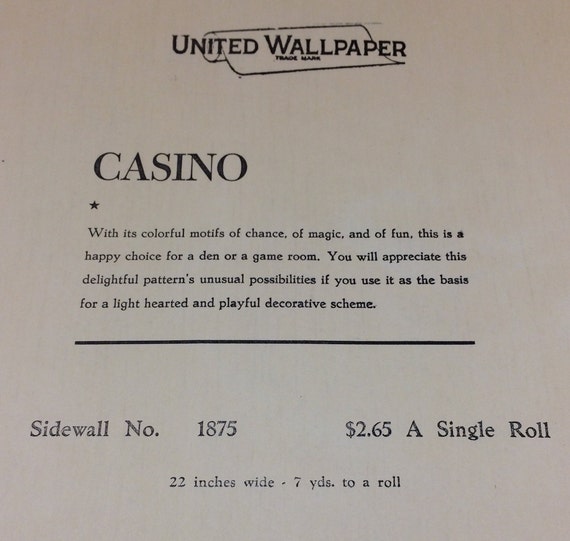 UNITED WALLPAPER
TRADE MARK
CASINO
★
With its colorful motifs of chance, of magic, and of fun, this is a
happy choice for a den or a game room. You will appreciate this
delightful pattern's unusual possibilities if you use it as the basis
for a light hearted and playful decorative scheme.
Sidewall No. 1875 $2.65 A Single Roll
22 inches wide - 7 yds. to a roll